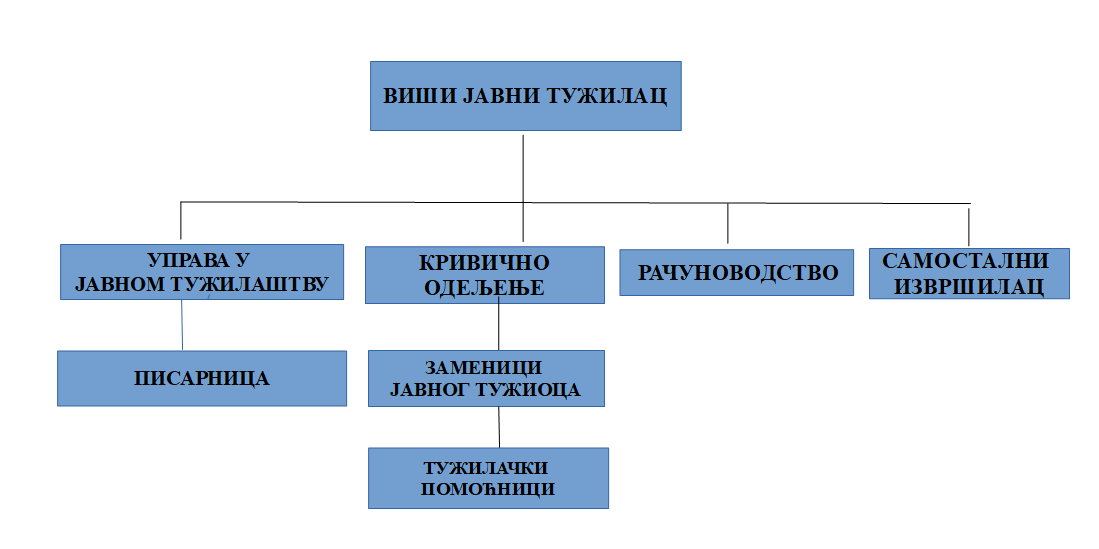 ВИШИ ЈАВНИ ТУЖИЛАЦ
УПРАВА У
ЈАВНОМ ТУЖИЛАШТВУ
КРИВИЧНО
ОДЕЉЕЊЕ
РАЧУНОВОДСТВО
САМОСТАЛНИ
ИЗВРШИЛАЦ
ПИСАРНИЦА
ЗАМЕНИЦИ
ЈАВНОГ ТУЖИОЦА
ТУЖИЛАЧКИ
ПОМОЋНИЦИ